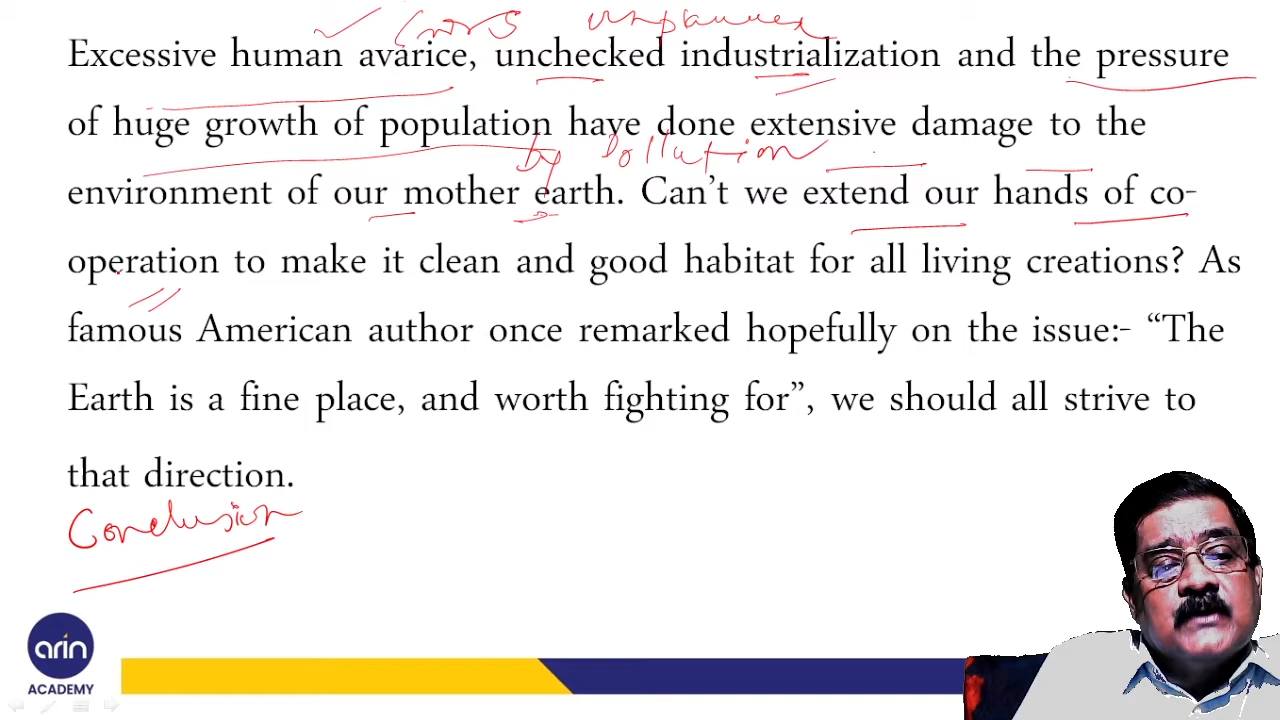 unplanned
Excessive human avarice, unchecked industrialization and the pressure
of huge growth of population have done extensive damage to the
by Pollution
environment of our mother earth. Can't we extend our hands of co-
operation to make it clean and good habitat for all living creations? As
famous American author once remarked hopefully on the issue:- “The
Earth is a fine place, and worth fighting for”, we should all strive to
that direction.
Conclusion
arin
ACADEMY